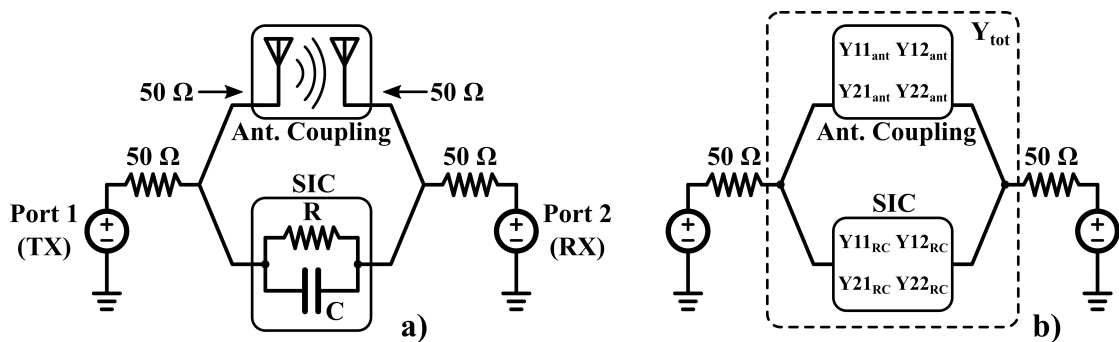 50 Ω
50 Ω
Ant. Coupling
50 Ω
50 Ω
SIC
R
C
Port 1
(TX)
+
−
Port 2
(RX)
+
−
a)
Y11ant Y12ant
Y21ant Y22ant
Ytot
Ant. Coupling
50 Ω
50 Ω
SIC
Y11RC Y12RC
Y21RC Y22RC
+
−
+
−
b)